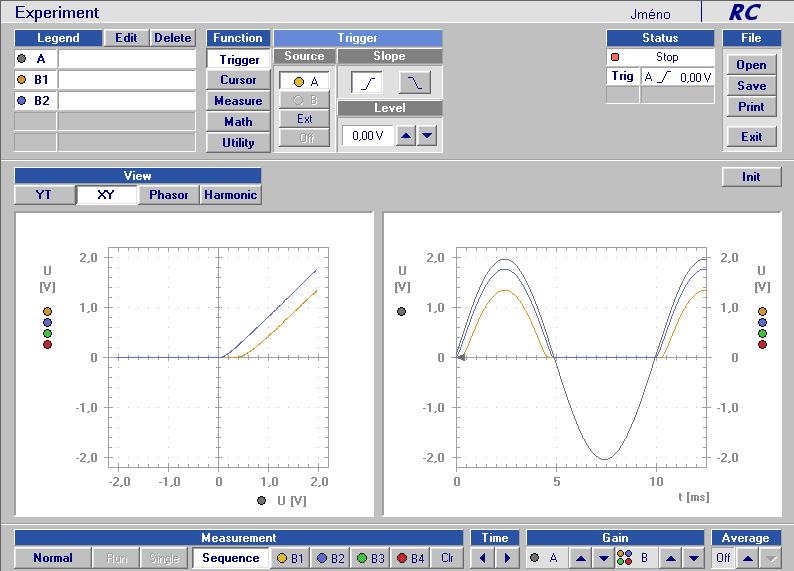 Experiment Jméno RC
Legend Edit Delete Function Trigger Status File
A Trigger Source Slope Stop Open
B1 Cursor A Trig A 0,00 V Save
B2 Measure B Level Print
Math Ext 0,00 V
Utility Off Exit
View Init
YT XY Phasor Harmonic
U [V] 2,0 1,0 0 -1,0 -2,0
-2,0 -1,0 0 1,0 2,0
U [V]
U [V] 2,0 1,0 0 -1,0 -2,0
2,0 1,0 0 -1,0 -2,0 U [V]
0 5 10
t [ms]
Measurement Time Gain Average
Normal Run Single Sequence B1 B2 B3 B4 Clr A B Off